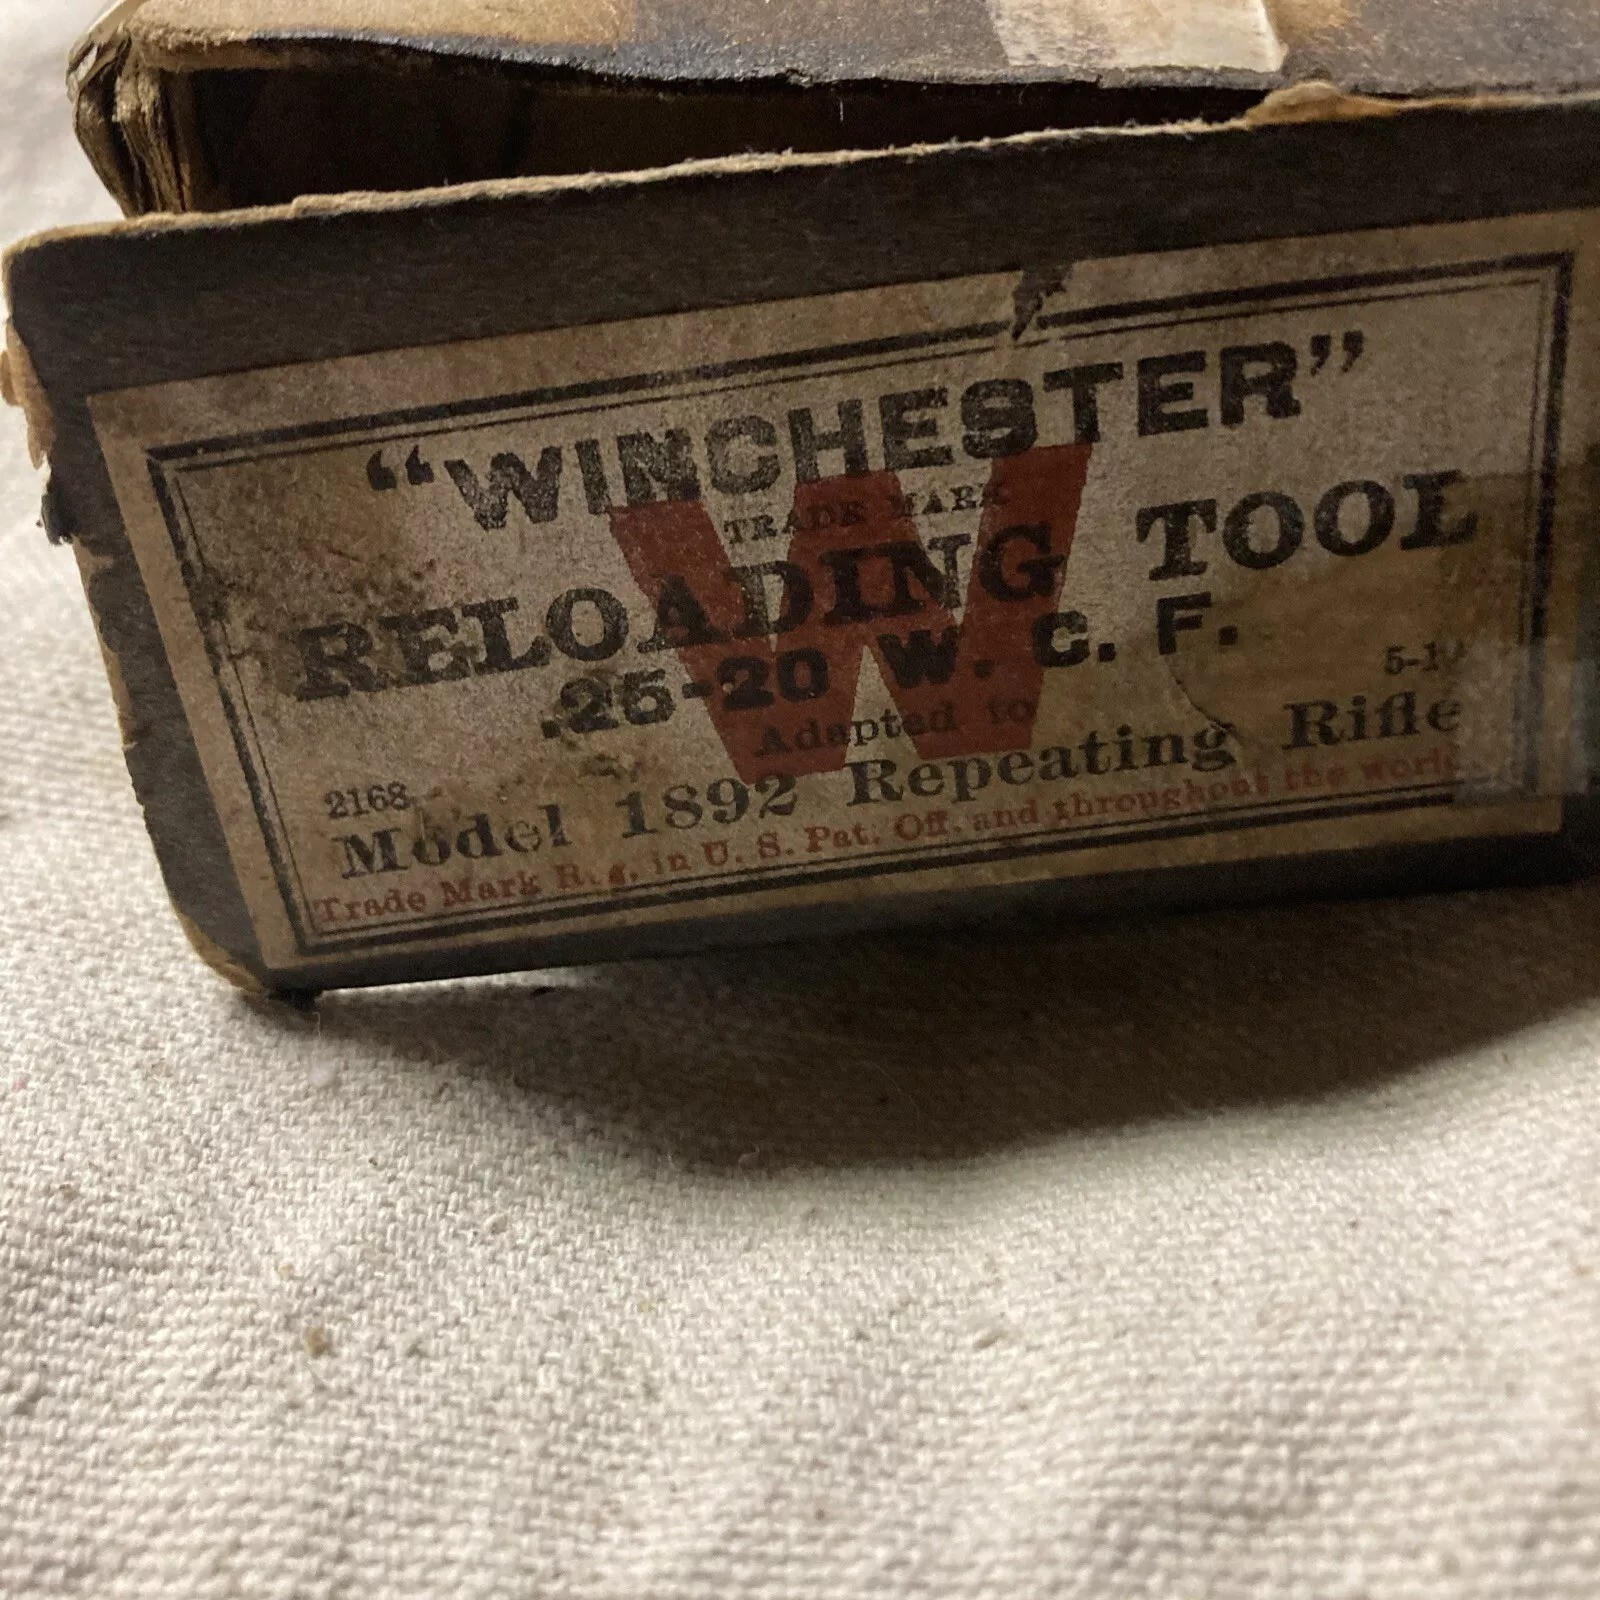 “WINCHESTER”
TRADE MARK
W
RELOADING TOOL
.25-20 W. C. F.
Adapted to
2168
Model 1892 Repeating Rifle
Trade Mark Reg. in U. S. Pat. Off. and throughout the world